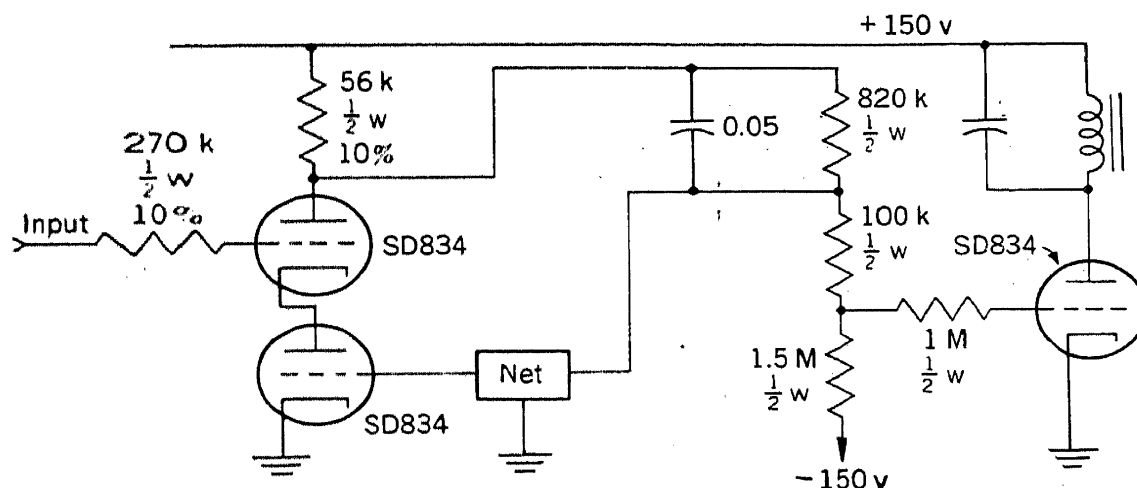 +150 v
56 k
1/2 w
10%
270 k
1/2 w
10%
Input
SD834
0.05
820 k
1/2 w
100 k
1/2 w
SD834
1 M
1/2 w
1.5 M
1/2 w
Net
SD834
−150 v